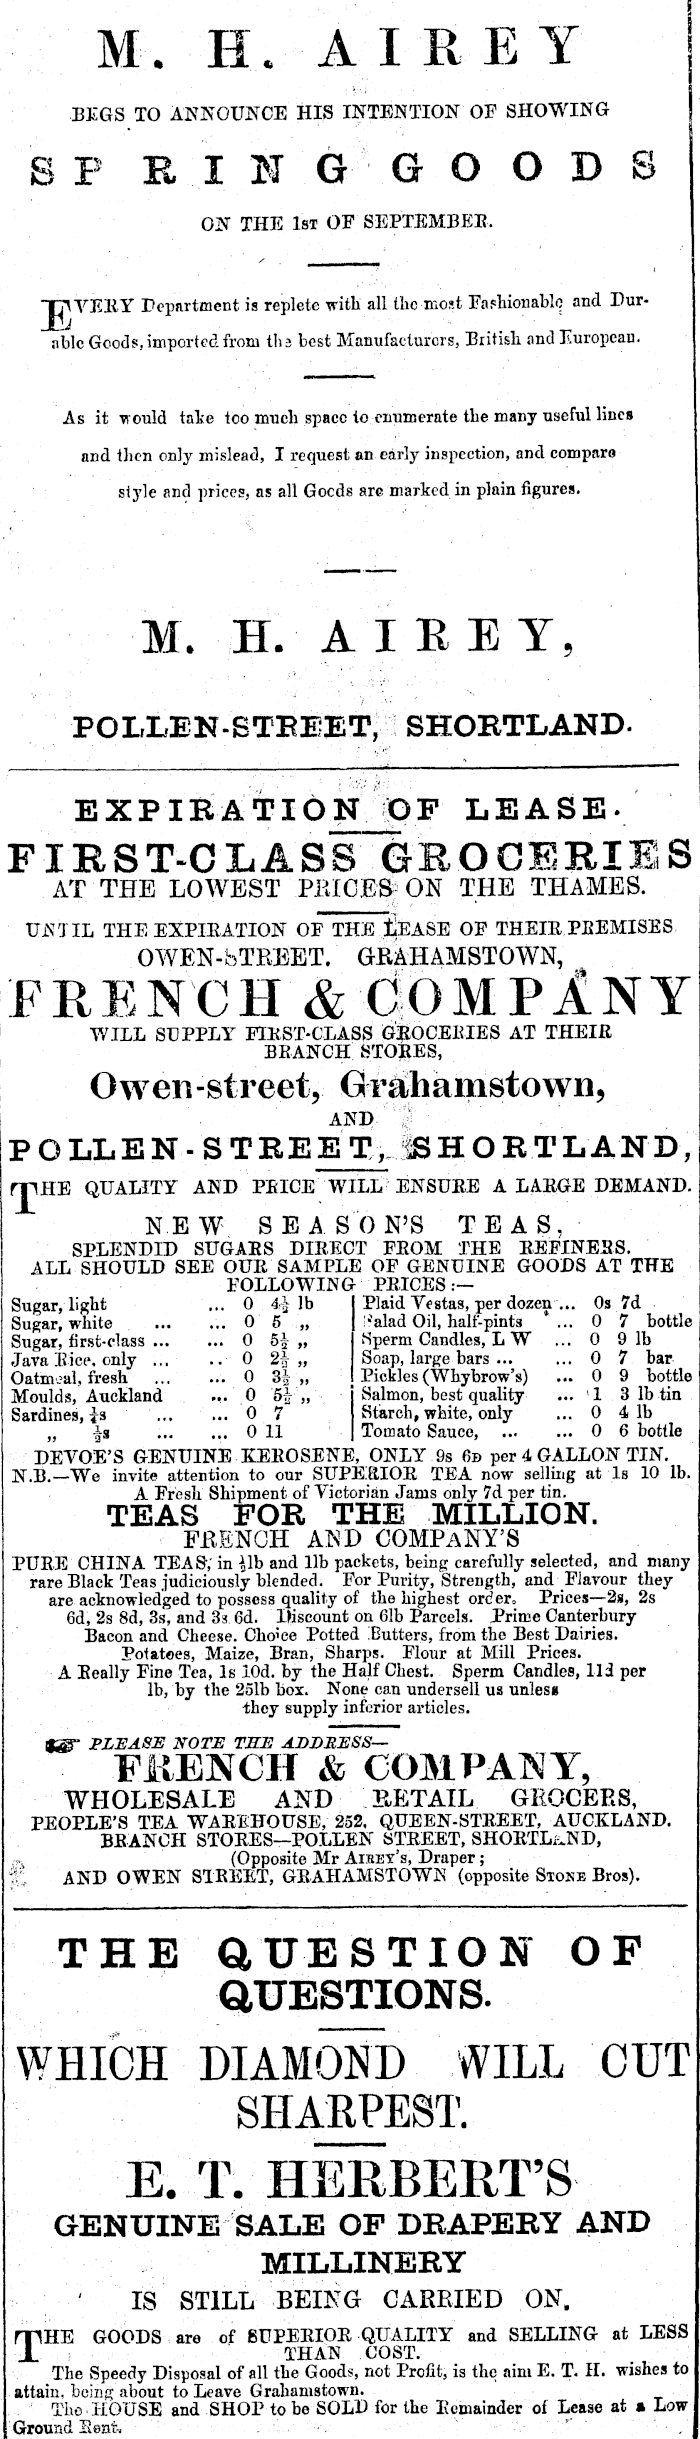 M. H. AIREY
BEGS TO ANNOUNCE HIS INTENTION OF SHOWING
SPRING GOODS
ON THE 1ST OF SEPTEMBER.
EVERY Department is replete with all the most Fashionable and Dur-
able Goods, imported from the best Manufacturers, British and European.
As it would take too much space to enumerate the many useful lines
and then only mislead, I request an early inspection, and compare
style and prices, as all Goods are marked in plain figures.
M. H. AIREY,
POLLEN-STREET, SHORTLAND.
EXPIRATION OF LEASE.
FIRST-CLASS GROCERIES
AT THE LOWEST PRICES ON THE THAMES.
UNTIL THE EXPIRATION OF THE LEASE OF THEIR PREMISES
OWEN-STREET, GRAHAMSTOWN,
FRENCH & COMPANY
WILL SUPPLY FIRST-CLASS GROCERIES AT THEIR
BRANCH STORES,
Owen-street, Grahamstown,
AND
POLLEN-STREET, SHORTLAND,
THE QUALITY AND PRICE WILL ENSURE A LARGE DEMAND.
NEW SEASON'S TEAS,
SPLENDID SUGARS DIRECT FROM THE REFINERS.
ALL SHOULD SEE OUR SAMPLE OF GENUINE GOODS AT THE
FOLLOWING PRICES:—
Sugar, light ... 0 4½ lb
Sugar, white ... ... 0 5 „
Sugar, first-class ... ... 0 5½ „
Java Rice, only ... .. 0 2½ „
Oatmeal, fresh ... 0 3½ „
Moulds, Auckland ... 0 5½ „
Sardines, ¼s ... ... 0 7
„ ½s ... ... 0 11
Plaid Vestas, per dozen ... 0s 7d
Salad Oil, half-pints ... 0 7 bottle
Sperm Candles, L W ... 0 9 lb
Soap, large bars ... ... 0 7 bar
Pickles (Whybrow's) ... 0 9 bottle
Salmon, best quality ... 1 3 lb tin
Starch, white, only ... 0 4 lb
Tomato Sauce, ... ... 0 6 bottle
DEVOE'S GENUINE KEROSENE, ONLY 9s 6D per 4 GALLON TIN.
N.B.—We invite attention to our SUPERIOR TEA now selling at 1s 10 lb.
A Fresh Shipment of Victorian Jams only 7d per tin.
TEAS FOR THE MILLION.
FRENCH AND COMPANY'S
PURE CHINA TEAS, in ½lb and 1lb packets, being carefully selected, and many
rare Black Teas judiciously blended. For Purity, Strength, and Flavour they
are acknowledged to possess quality of the highest order. Prices—2s, 2s
6d, 2s 8d, 3s, and 3s 6d. Discount on 6lb Parcels. Prime Canterbury
Bacon and Cheese. Choice Potted Butters, from the Best Dairies.
Potatoes, Maize, Bran, Sharps. Flour at Mill Prices.
A Really Fine Tea, 1s 10d. by the Half Chest. Sperm Candles, 11d per
lb, by the 25lb box. None can undersell us unless
they supply inferior articles.
☞ PLEASE NOTE THE ADDRESS—
FRENCH & COMPANY,
WHOLESALE AND RETAIL GROCERS,
PEOPLE'S TEA WAREHOUSE, 252, QUEEN-STREET, AUCKLAND.
BRANCH STORES—POLLEN STREET, SHORTLAND,
(Opposite Mr AIREY'S, Draper;
AND OWEN STREET, GRAHAMSTOWN (opposite STONE Bros).
THE QUESTION OF
QUESTIONS.
WHICH DIAMOND WILL CUT
SHARPEST.
E. T. HERBERT'S
GENUINE SALE OF DRAPERY AND
MILLINERY
IS STILL BEING CARRIED ON.
THE GOODS are of SUPERIOR QUALITY and SELLING at LESS
THAN COST.
The Speedy Disposal of all the Goods, not Profit, is the aim E. T. H. wishes to
attain, being about to Leave Grahamstown.
The HOUSE and SHOP to be SOLD for the Remainder of Lease at a Low
Ground Rent.